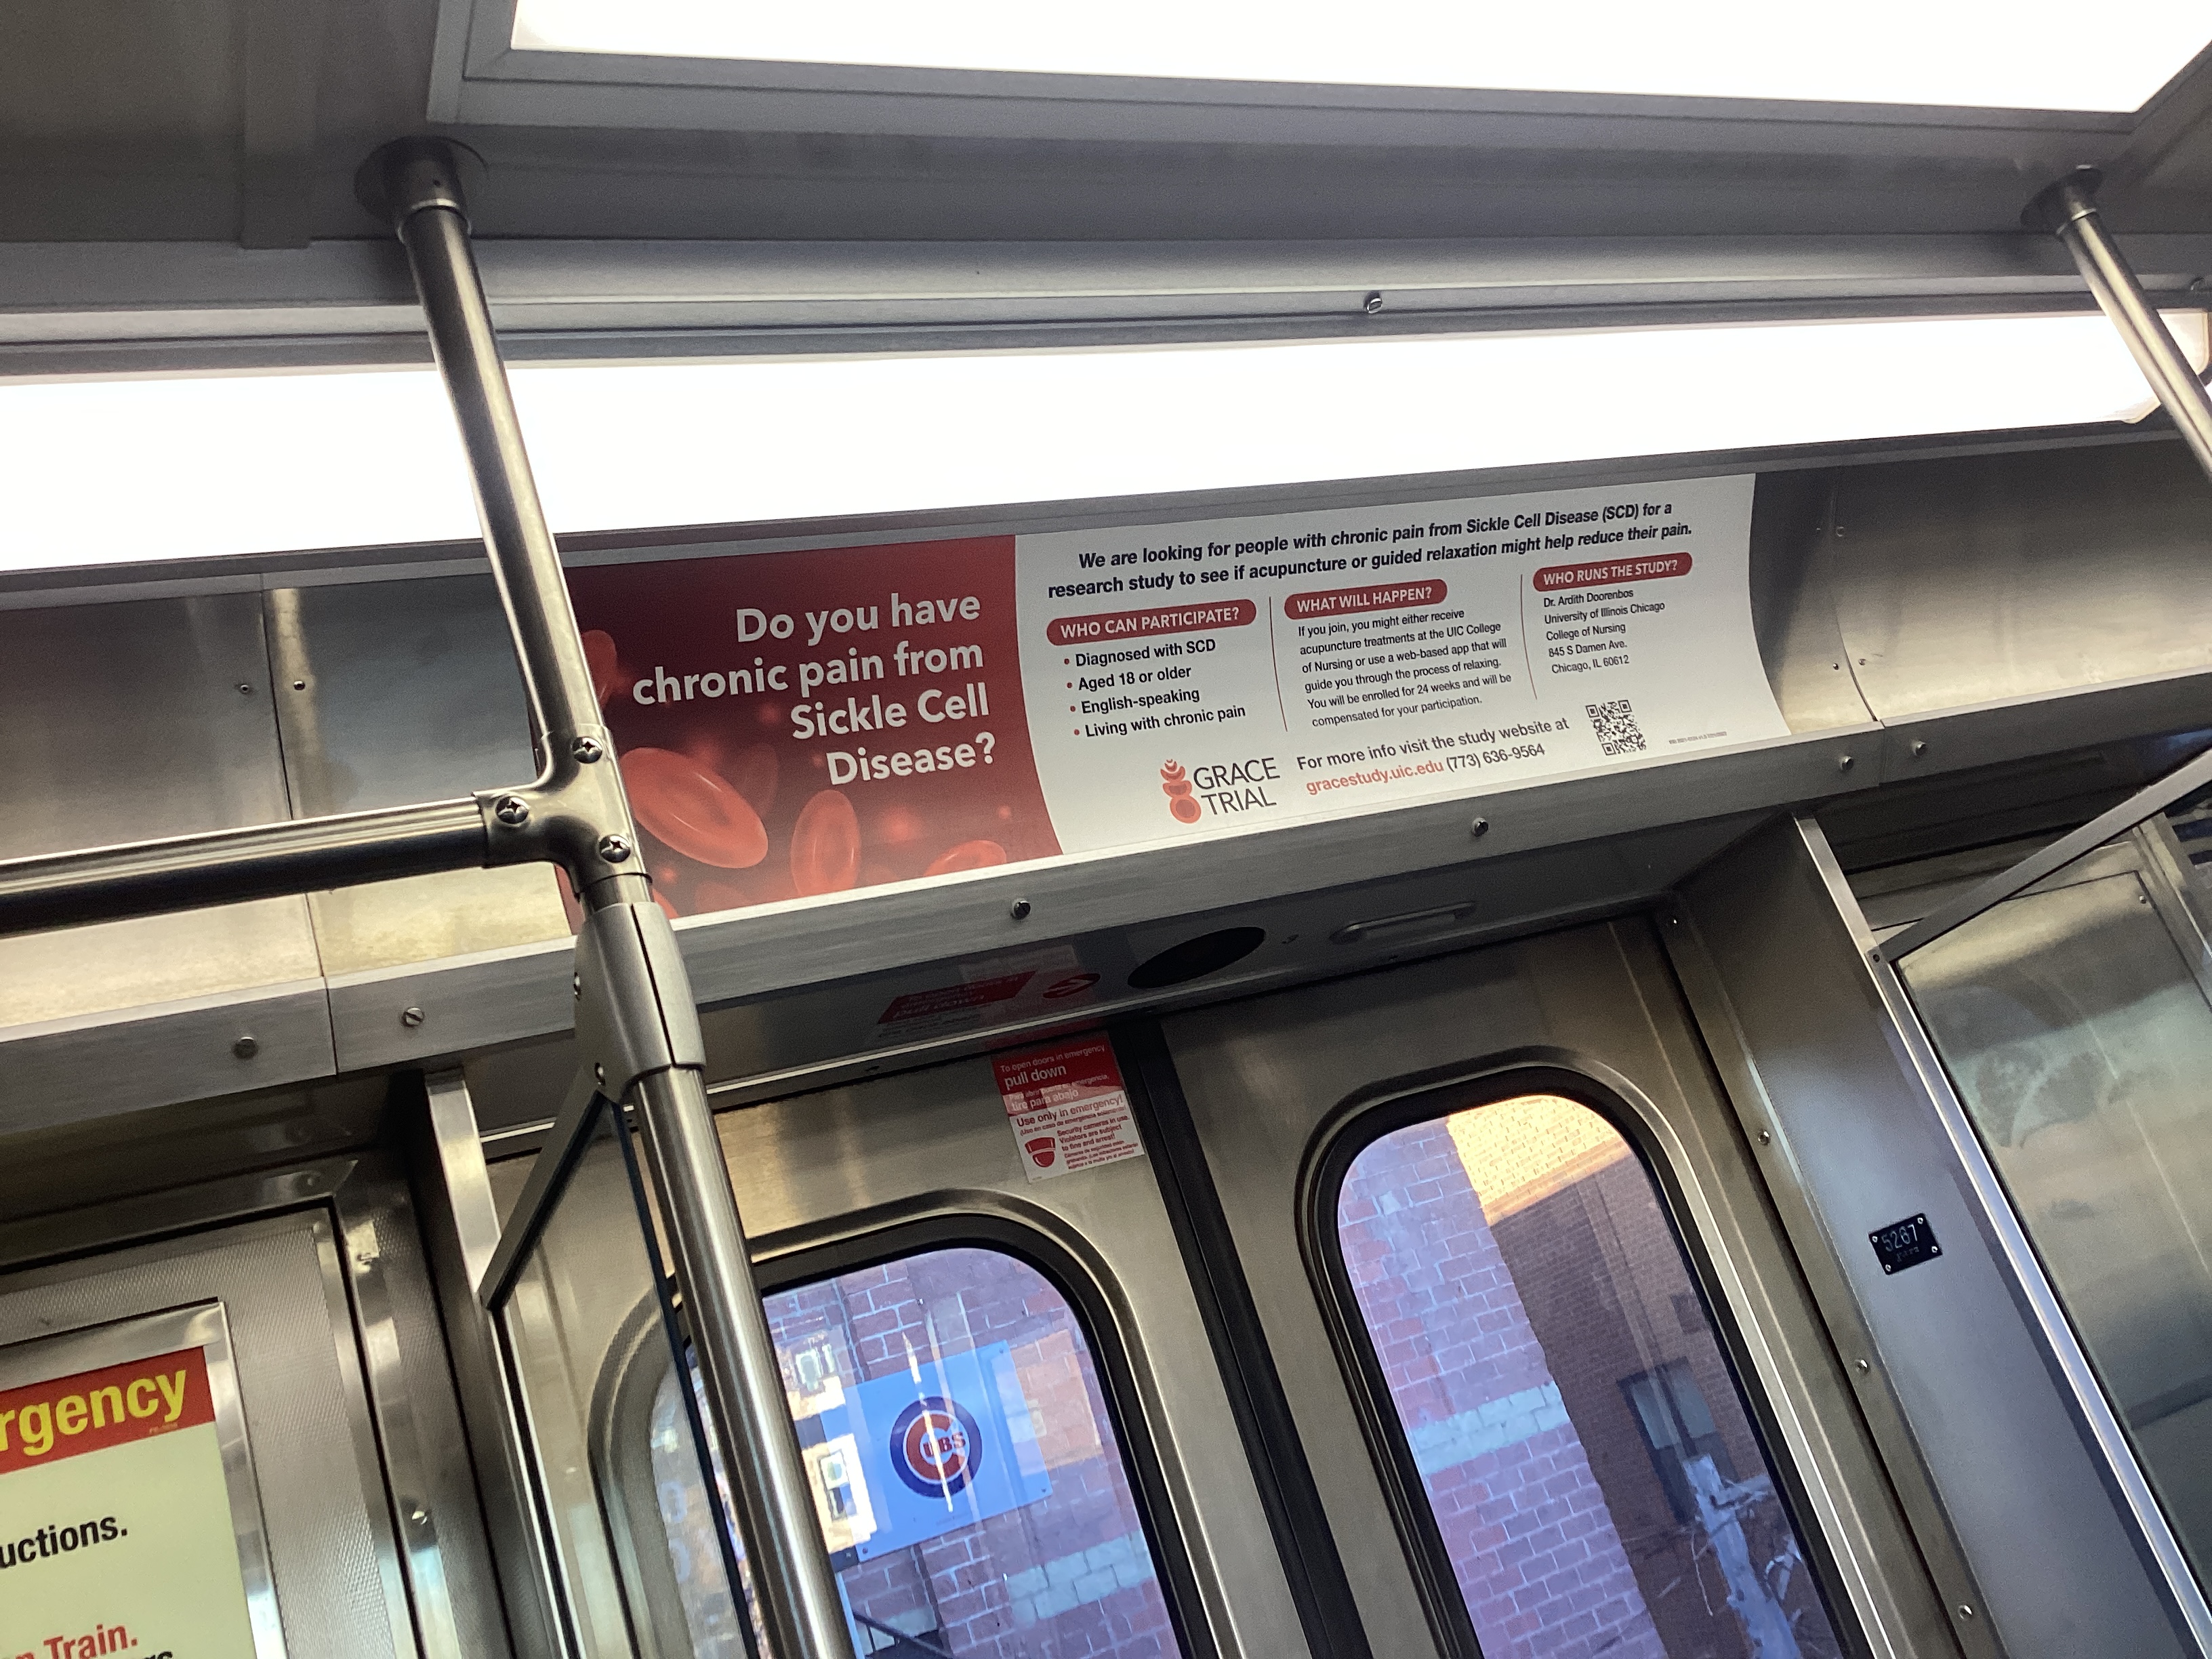 Do you have
chronic pain from
Sickle Cell
Disease?
We are looking for people with chronic pain from Sickle Cell Disease (SCD) for a
research study to see if acupuncture or guided relaxation might help reduce their pain.
WHO CAN PARTICIPATE?
• Diagnosed with SCD
• Aged 18 or older
• English-speaking
• Living with chronic pain
WHAT WILL HAPPEN?
If you join, you might either receive
acupuncture treatments at the UIC College
of Nursing or use a web-based app that will
guide you through the process of relaxing.
You will be enrolled for 24 weeks and will be
compensated for your participation.
WHO RUNS THE STUDY?
Dr. Ardith Doorenbos
University of Illinois Chicago
College of Nursing
845 S Damen Ave.
Chicago, IL 60612
GRACE
TRIAL
For more info visit the study website at
gracestudy.uic.edu (773) 636-9564
To open doors in emergency
pull down
tire para abajo
Use only in emergency!
Security cameras in use.
Violators are subject
to fine and arrest!
5267
CUBS
rgency
uctions.
n Train.